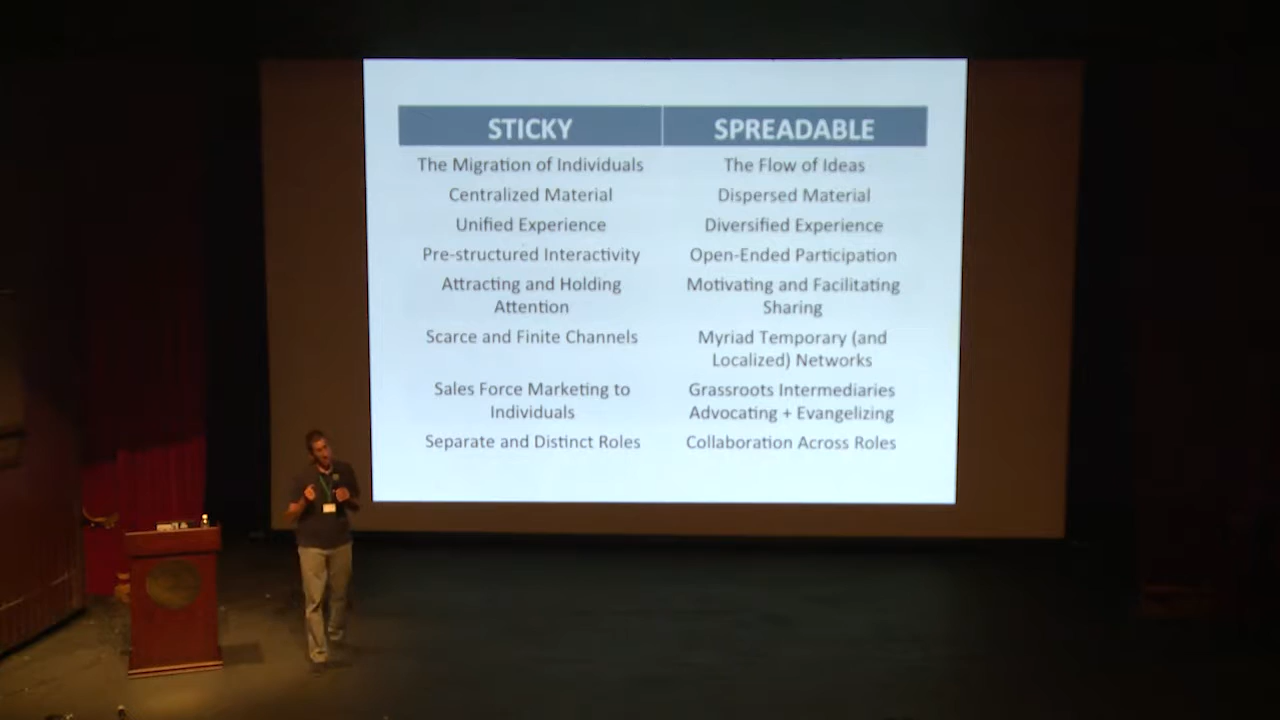 STICKY SPREADABLE
The Migration of Individuals The Flow of Ideas
Centralized Material Dispersed Material
Unified Experience Diversified Experience
Pre-structured Interactivity Open-Ended Participation
Attracting and Holding Motivating and Facilitating
Attention Sharing
Scarce and Finite Channels Myriad Temporary (and
Localized) Networks
Sales Force Marketing to Grassroots Intermediaries
Individuals Advocating + Evangelizing
Separate and Distinct Roles Collaboration Across Roles